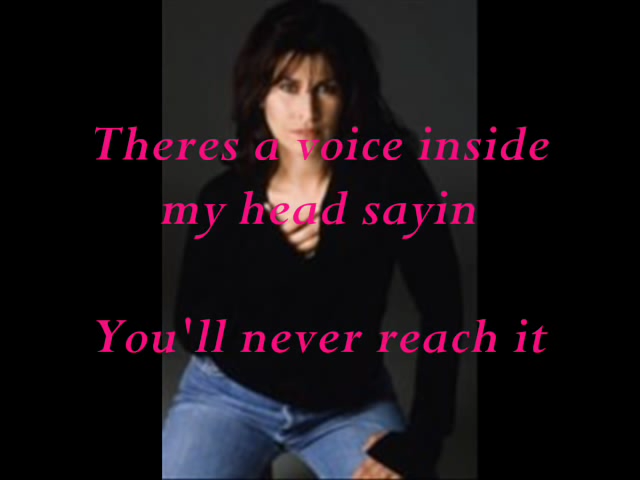 Theres a voice inside
my head sayin
You'll never reach it